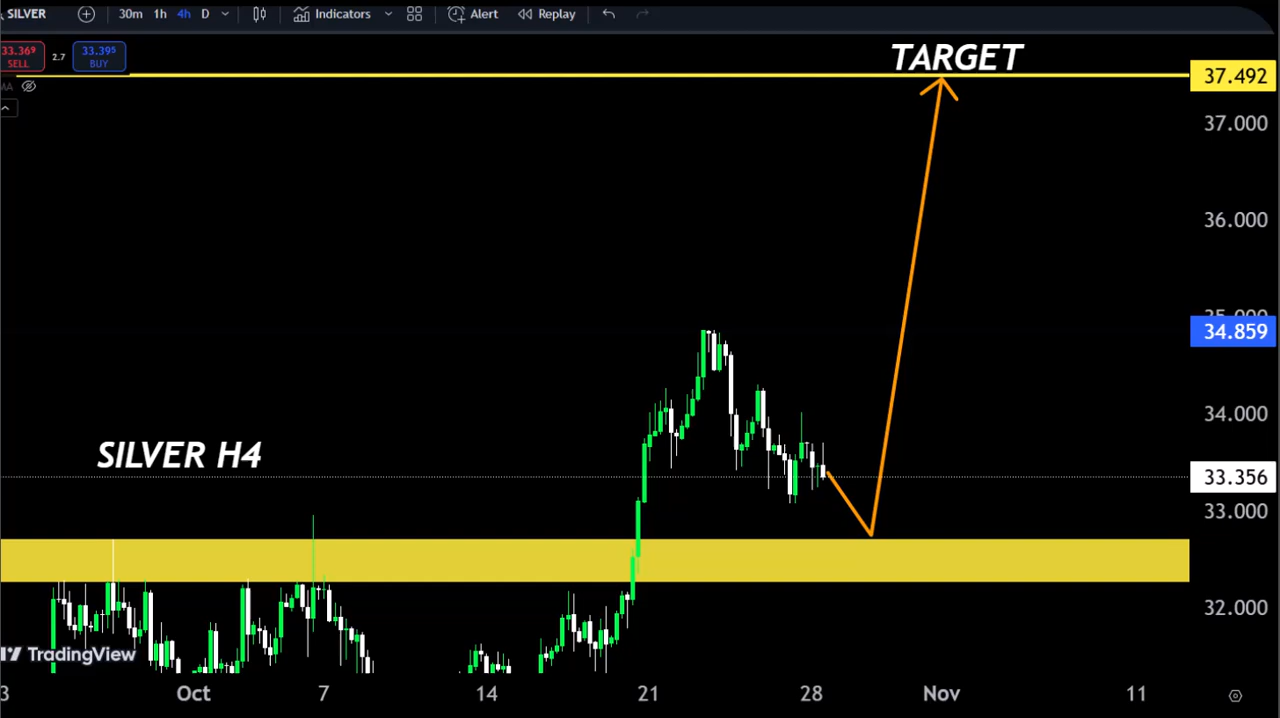 SILVER 30m 1h 4h D Indicators Alert Replay
33.369 SELL 2.7 33.395 BUY
TARGET
37.492
MA
37.000
36.000
34.859
34.000
SILVER H4
33.356
33.000
32.000
TradingView
3 Oct 7 14 21 28 Nov 11